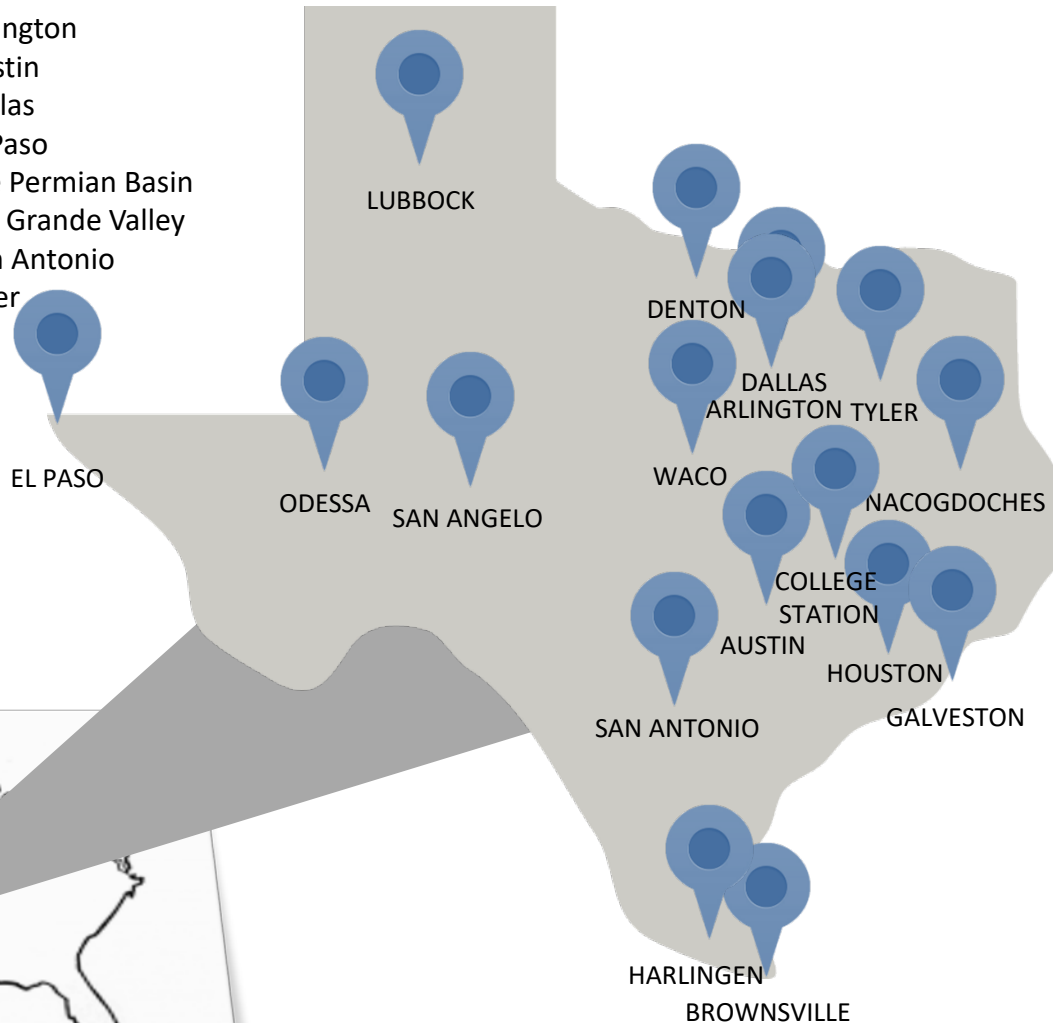 ngton
stin
las
Paso
Permian Basin
Grande Valley
Antonio
er
LUBBOCK
DENTON
DALLAS
ARLINGTON
TYLER
EL PASO
ODESSA
SAN ANGELO
WACO
NACOGDOCHES
COLLEGE
STATION
AUSTIN
HOUSTON
SAN ANTONIO
GALVESTON
HARLINGEN
BROWNSVILLE